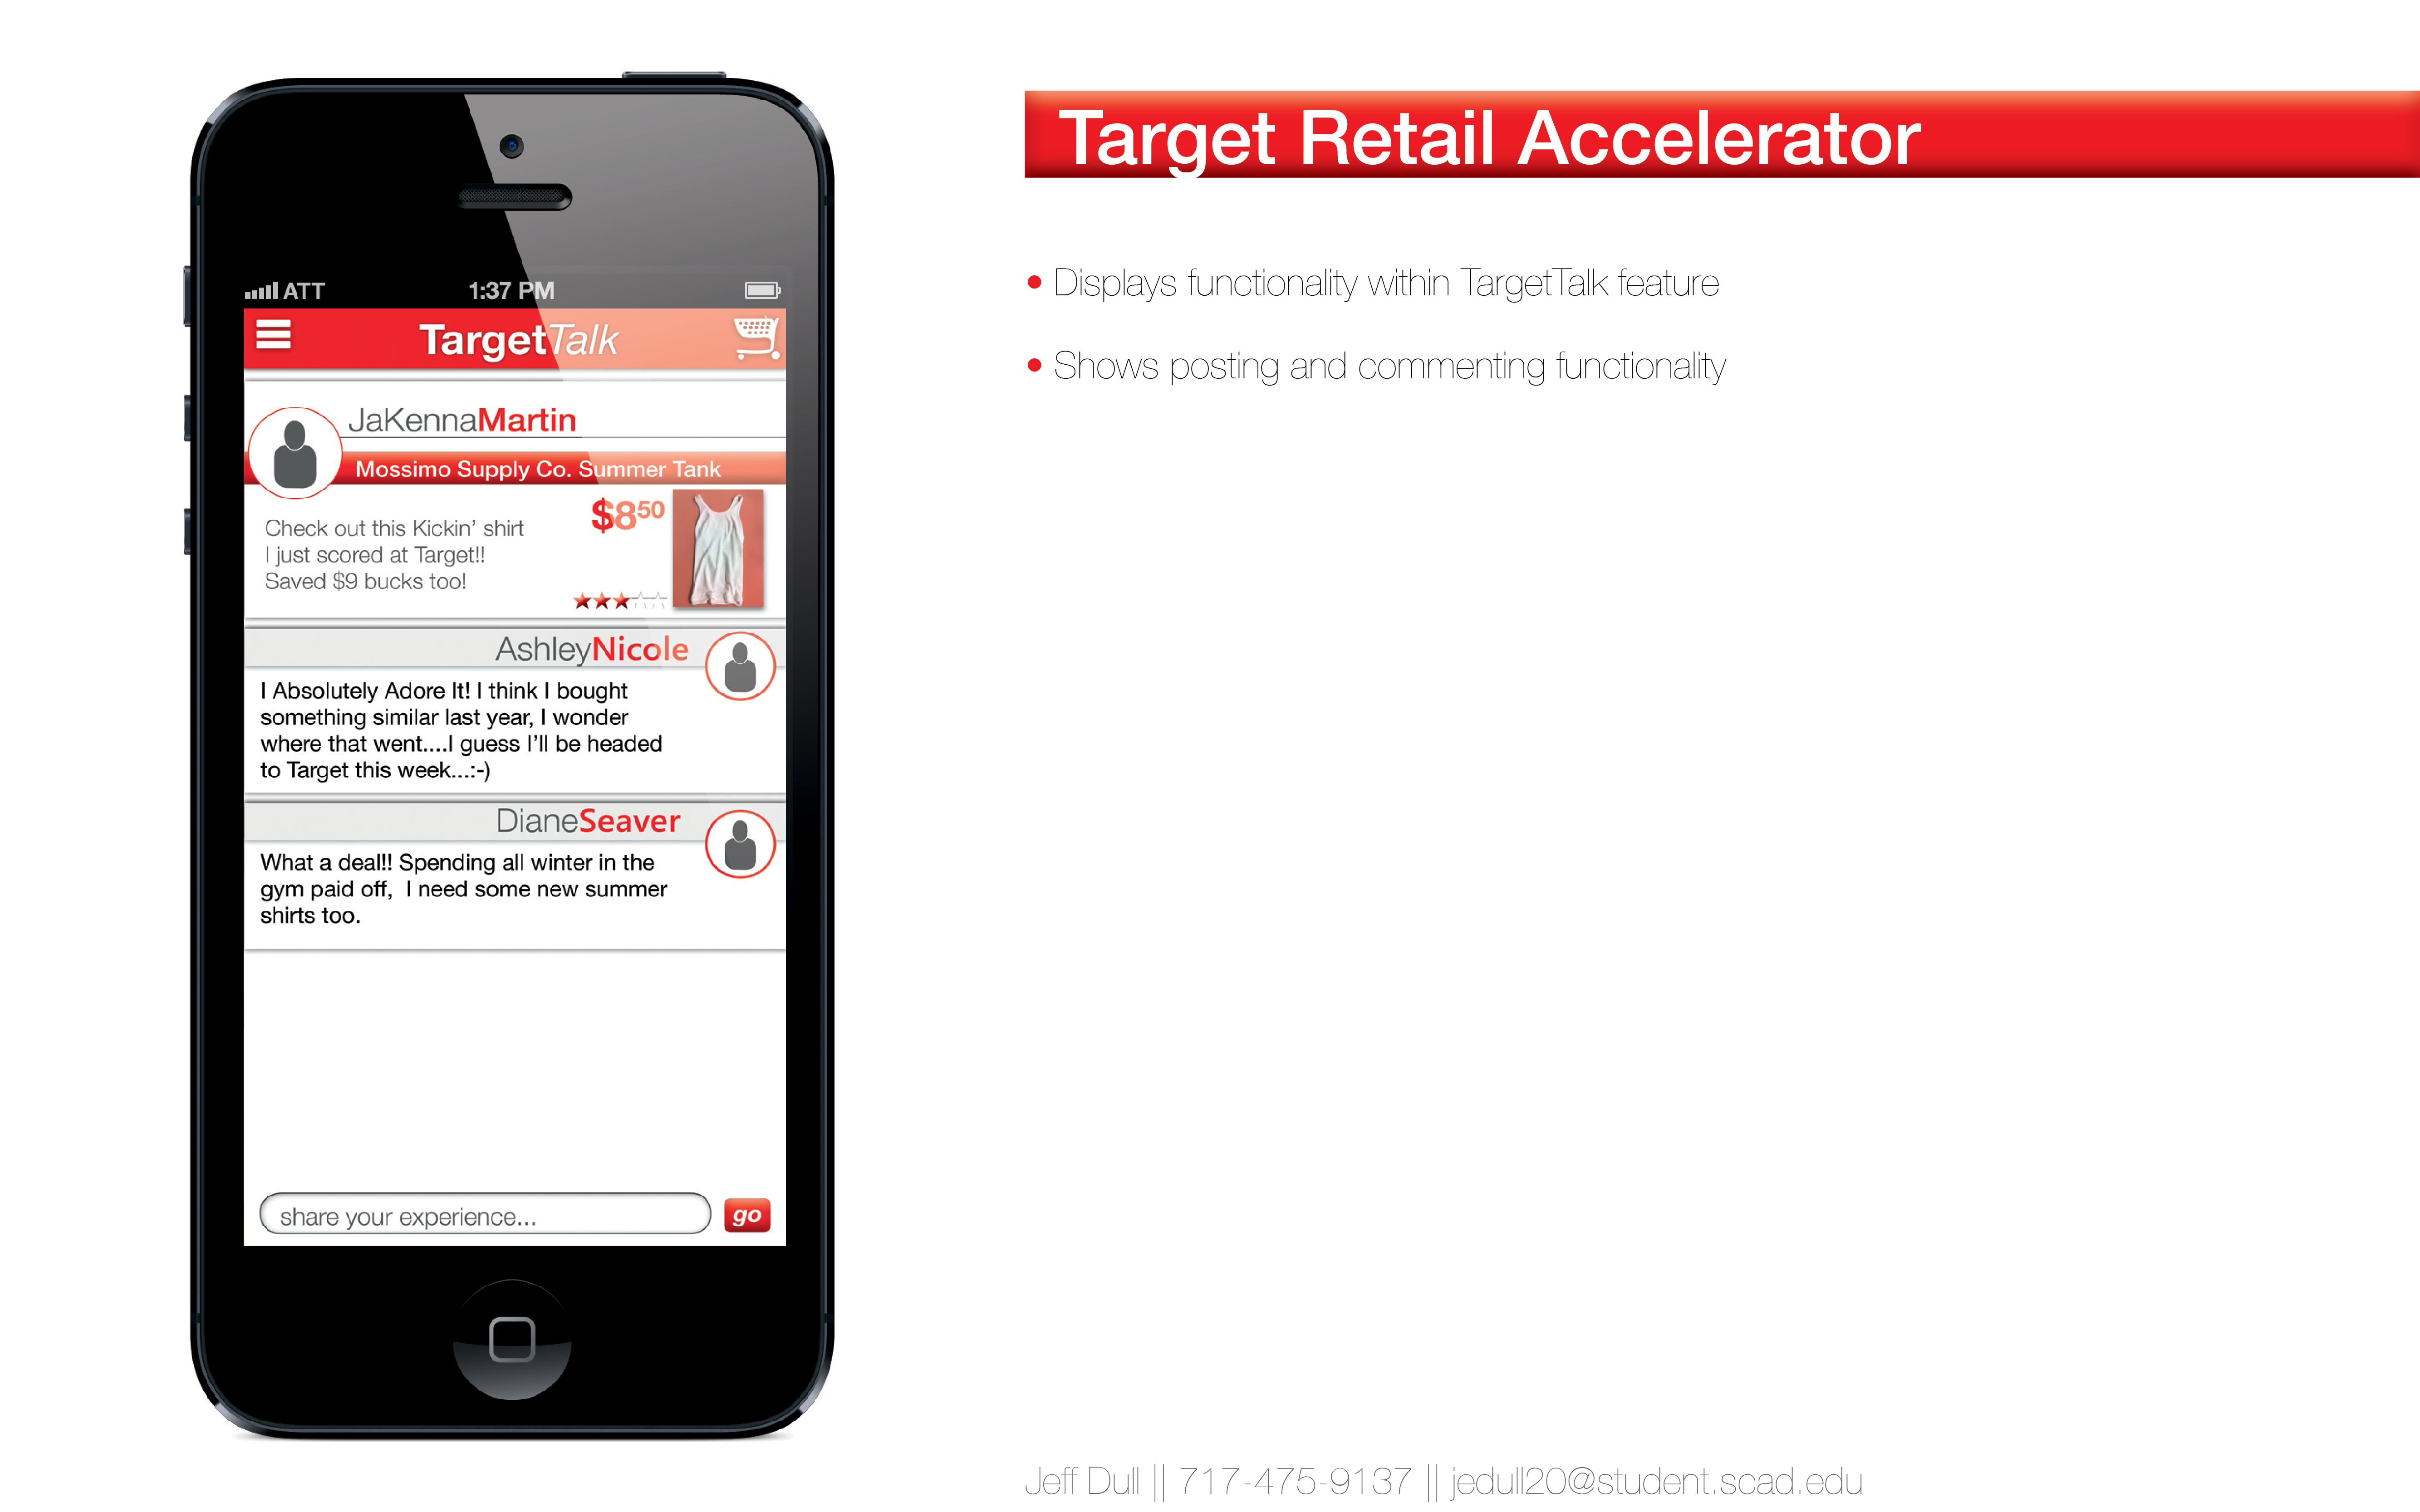 Target Retail Accelerator
• Displays functionality within TargetTalk feature
• Shows posting and commenting functionality
ATT 1:37 PM
TargetTalk
JaKennaMartin
Mossimo Supply Co. Summer Tank
$850
Check out this Kickin’ shirt
I just scored at Target!!
Saved $9 bucks too!
AshleyNicole
I Absolutely Adore It! I think I bought
something similar last year, I wonder
where that went....I guess I’ll be headed
to Target this week...:-)
DianeSeaver
What a deal!! Spending all winter in the
gym paid off,  I need some new summer
shirts too.
share your experience...
go
Jeff Dull || 717-475-9137 || jedull20@student.scad.edu